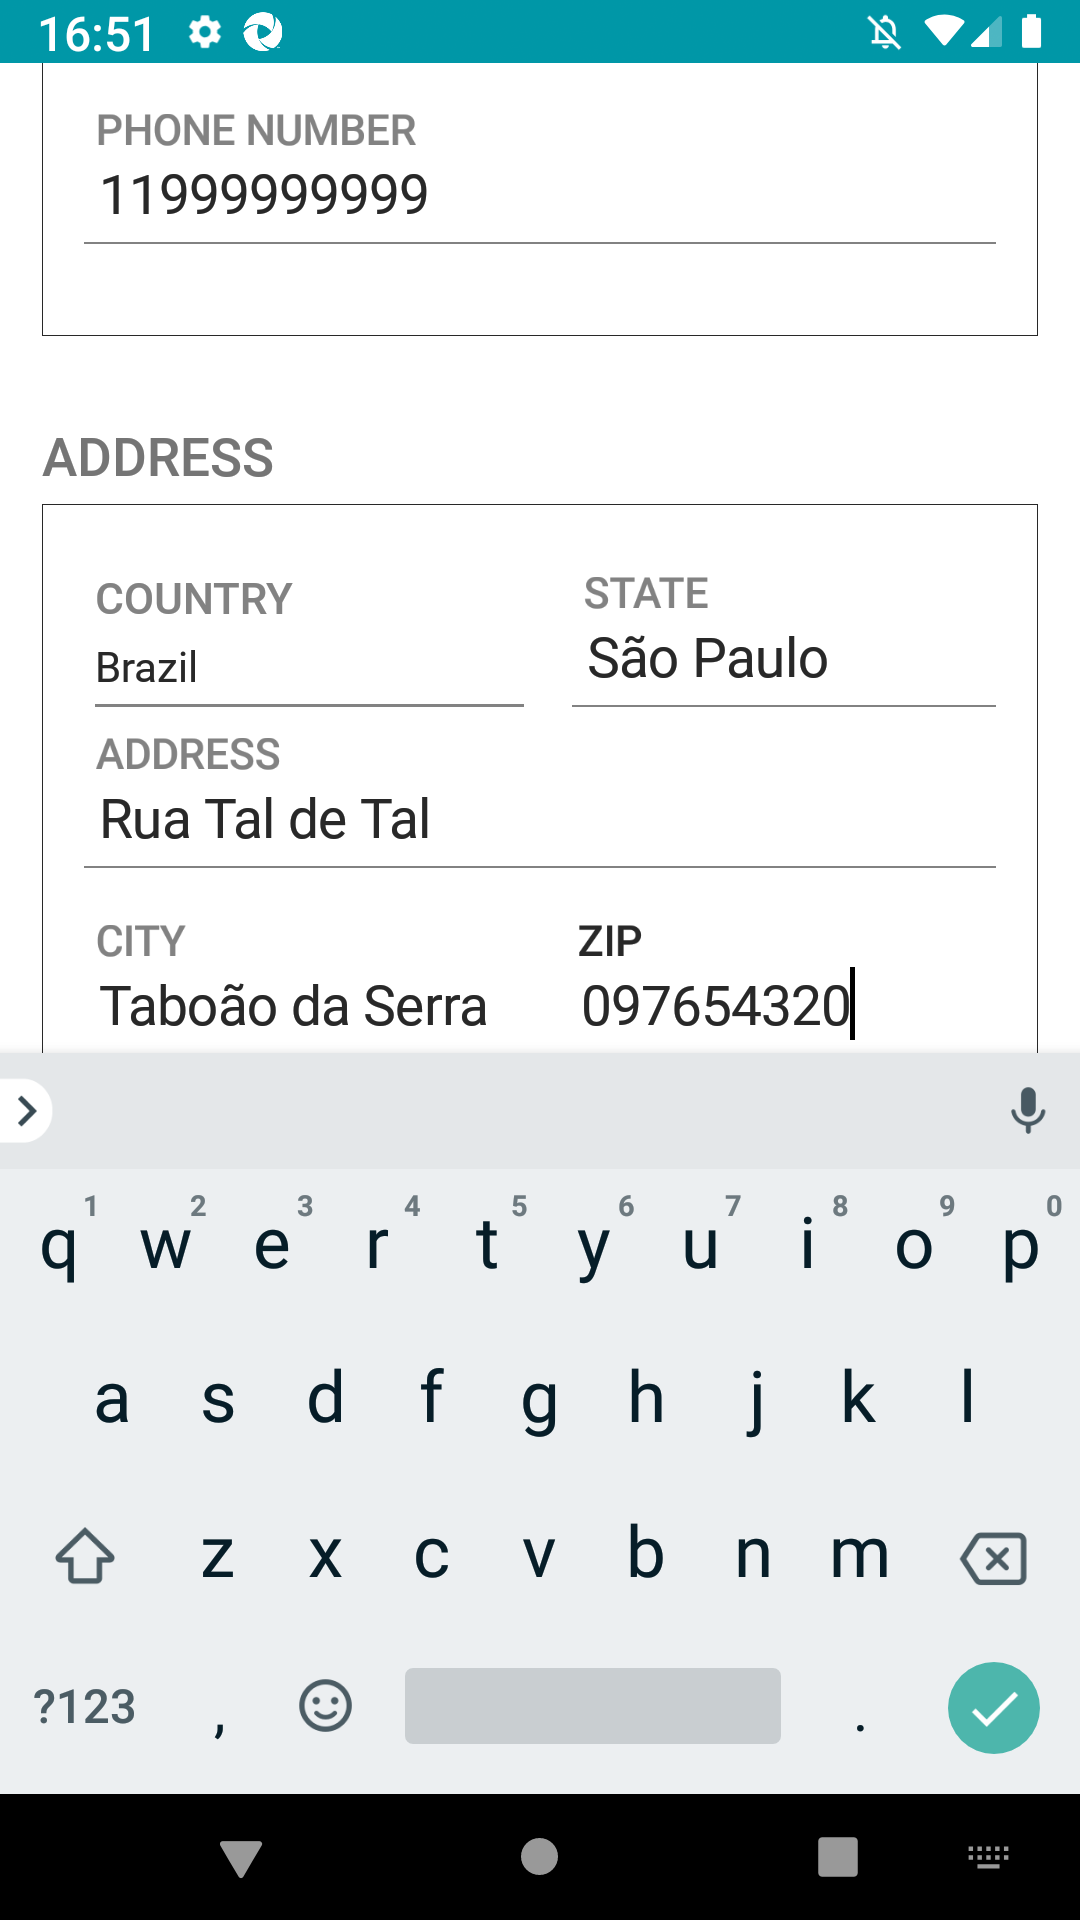 16:51
PHONE NUMBER
11999999999
ADDRESS
COUNTRY STATE
Brazil São Paulo
ADDRESS
Rua Tal de Tal
CITY ZIP
Taboão da Serra 097654320
1 2 3 4 5 6 7 8 9 0
q w e r t y u i o p
a s d f g h j k l
z x c v b n m
?123 , .